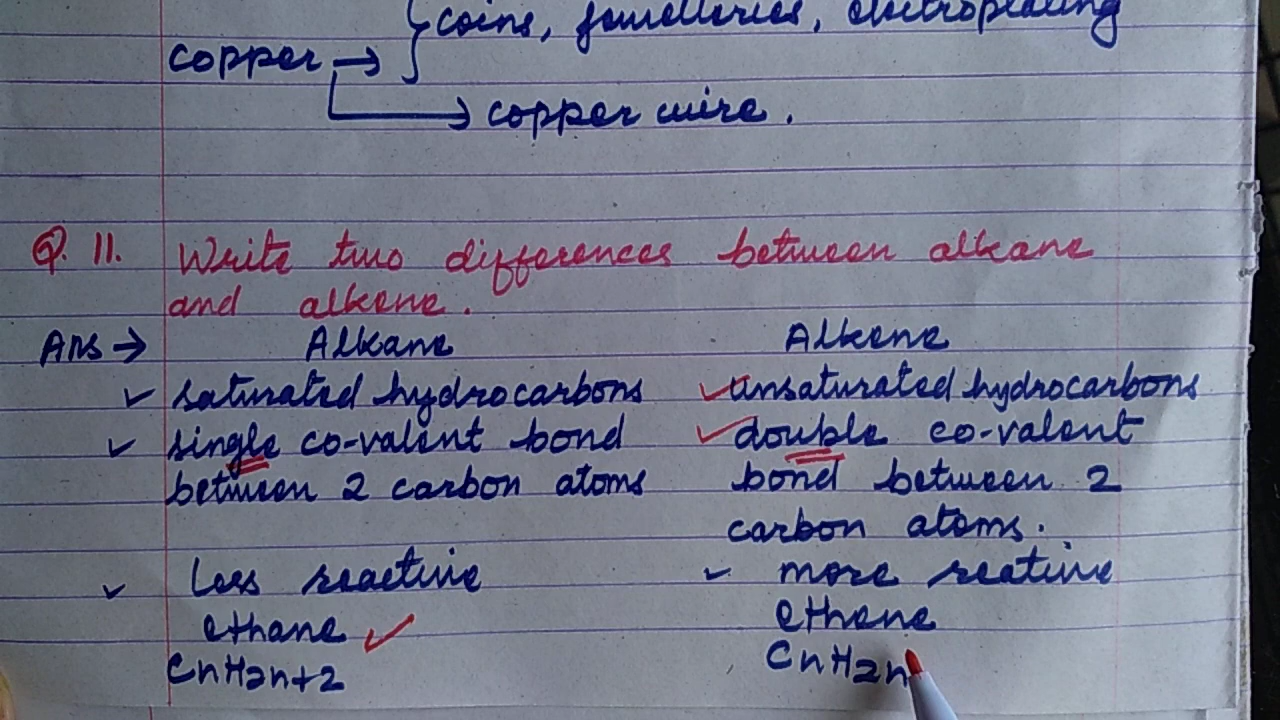 coins, jewelleries, electroplating
copper →
→ copper wire.
Q. 11. Write two differences between alkane
and alkene.
Ans → Alkane Alkene
✓ saturated hydrocarbons ✓ unsaturated hydrocarbons
✓ single co-valent bond ✓ double co-valent
between 2 carbon atoms bond between 2
carbon atoms.
✓ less reactive ✓ more reative
ethane ✓ ethene
CnH2n+2 CnH2n